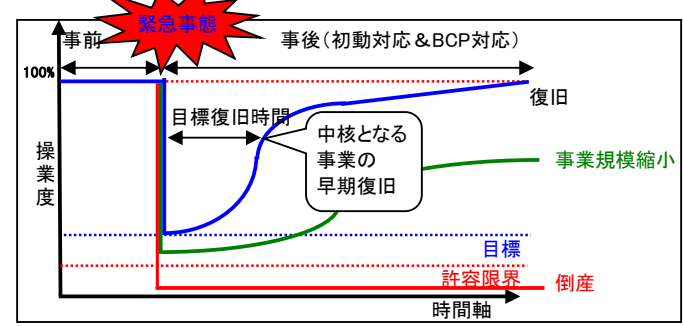 緊急事態
事前
事後(初動対応&BCP対応)
100%
復旧
目標復旧時間
中核となる
事業の
早期復旧
操業度
事業規模縮小
目標
許容限界
倒産
時間軸